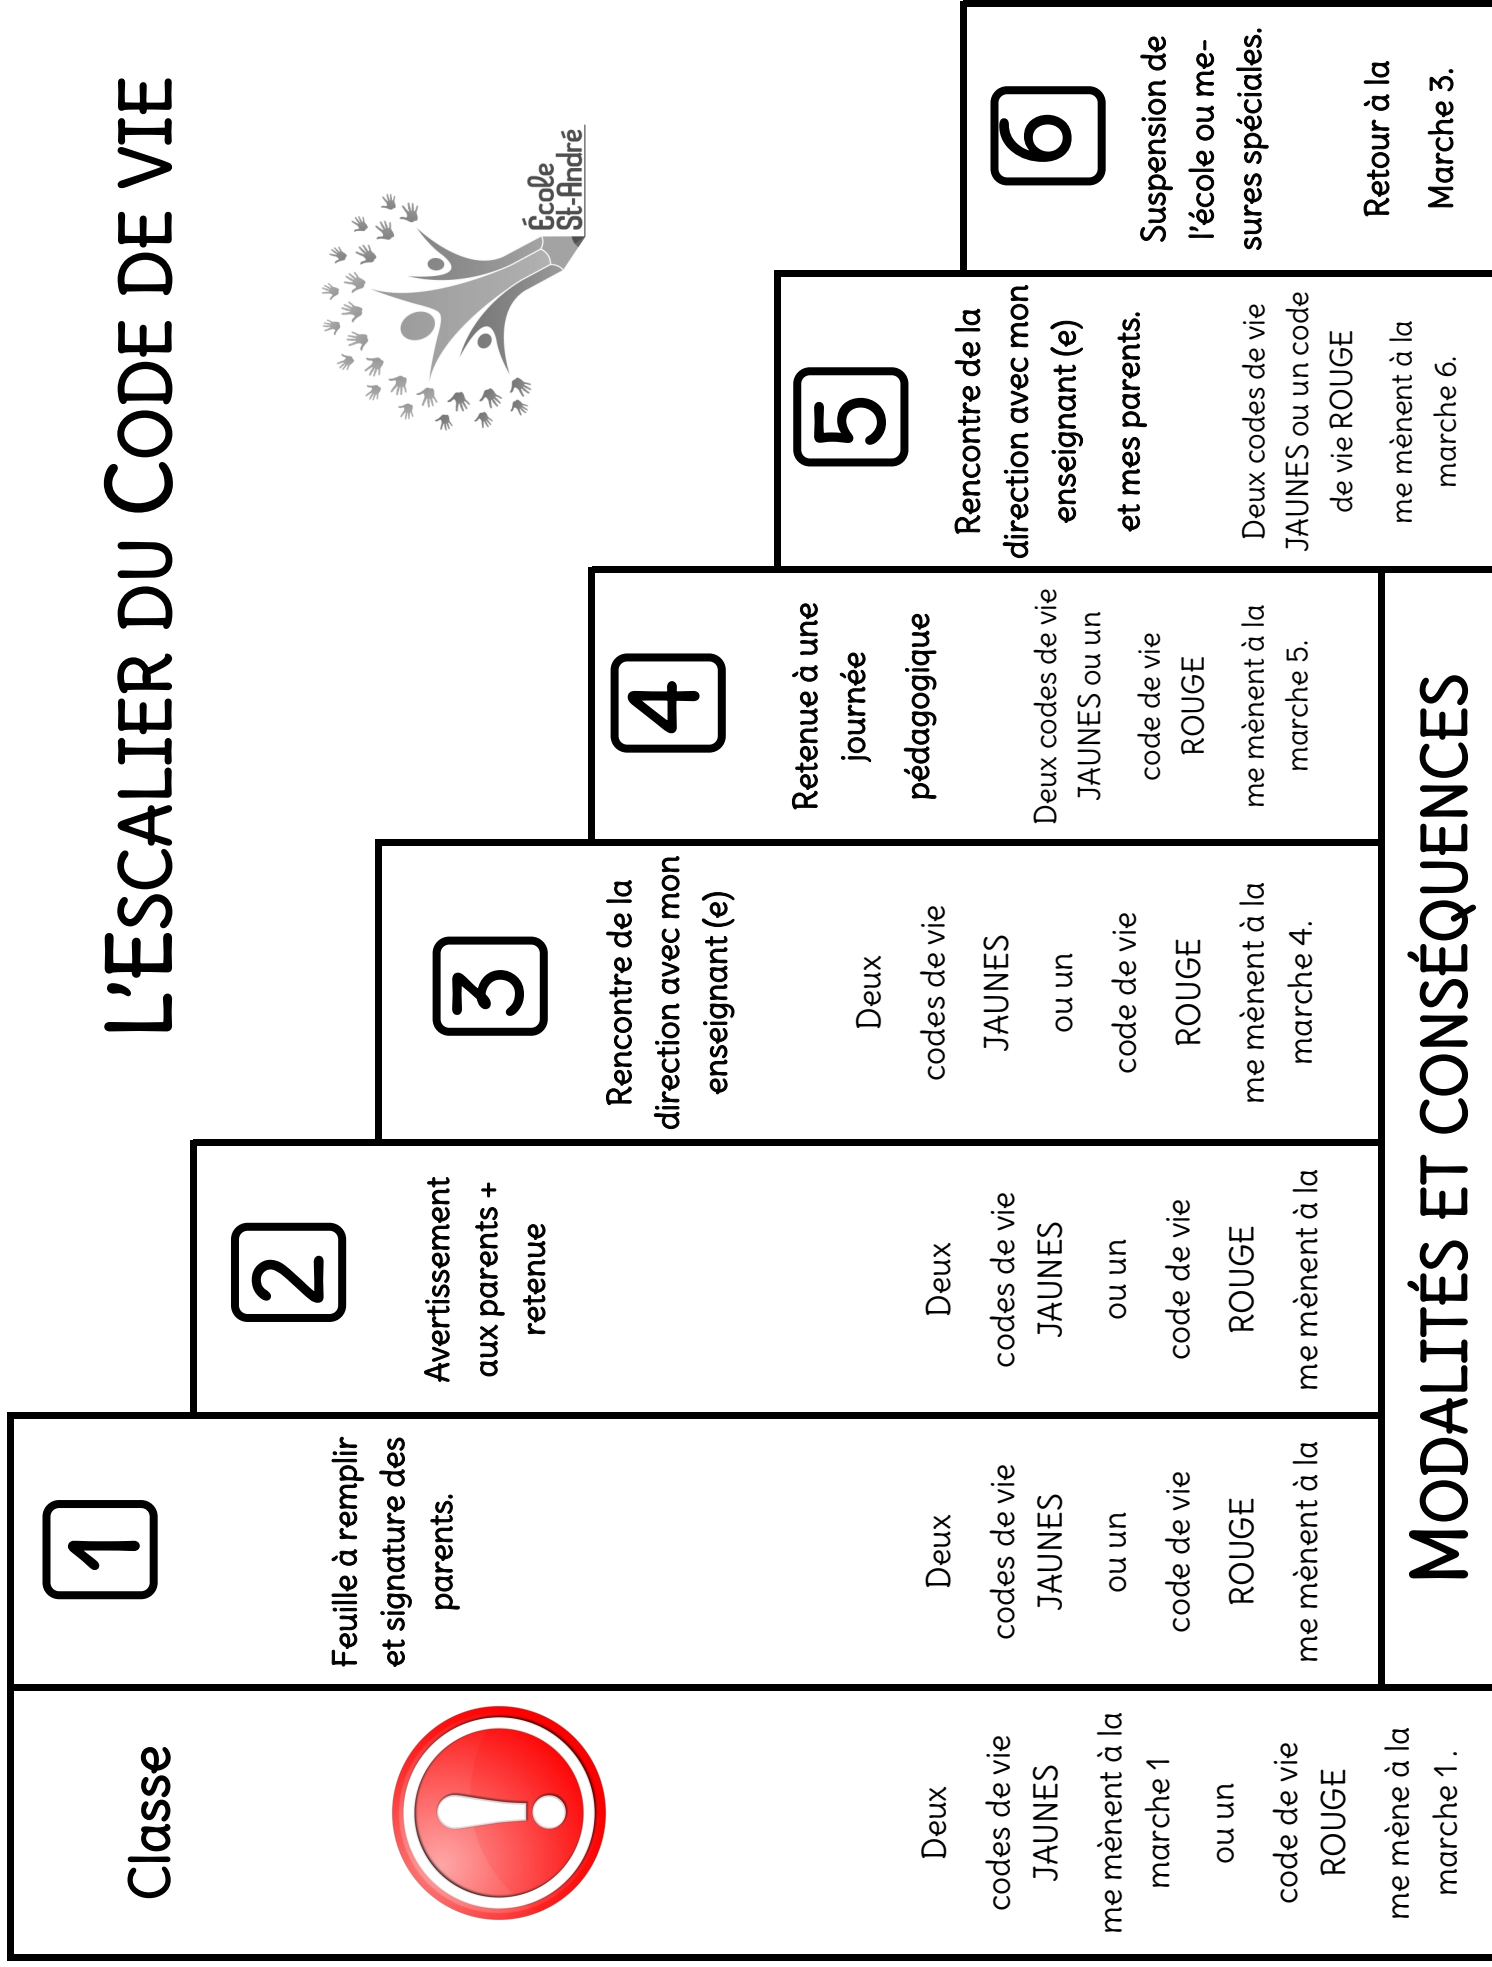 L'ESCALIER DU CODE DE VIE
École
St-André
Classe
Deux
codes de vie
JAUNES
me mènent à la
marche 1
ou un
code de vie
ROUGE
me mène à la
marche 1 .
1
Feuille à remplir
et signature des
parents.
Deux
codes de vie
JAUNES
ou un
code de vie
ROUGE
me mènent à la
2
Avertissement
aux parents +
retenue
Deux
codes de vie
JAUNES
ou un
code de vie
ROUGE
me mènent à la
3
Rencontre de la
direction avec mon
enseignant (e)
Deux
codes de vie
JAUNES
ou un
code de vie
ROUGE
me mènent à la
marche 4.
4
Retenue à une
journée
pédagogique
Deux codes de vie
JAUNES ou un
code de vie
ROUGE
me mènent à la
marche 5.
5
Rencontre de la
direction avec mon
enseignant (e)
et mes parents.
Deux codes de vie
JAUNES ou un code
de vie ROUGE
me mènent à la
marche 6.
6
Suspension de
l'école ou me-
sures spéciales.
Retour à la
Marche 3.
MODALITÉS ET CONSÉQUENCES